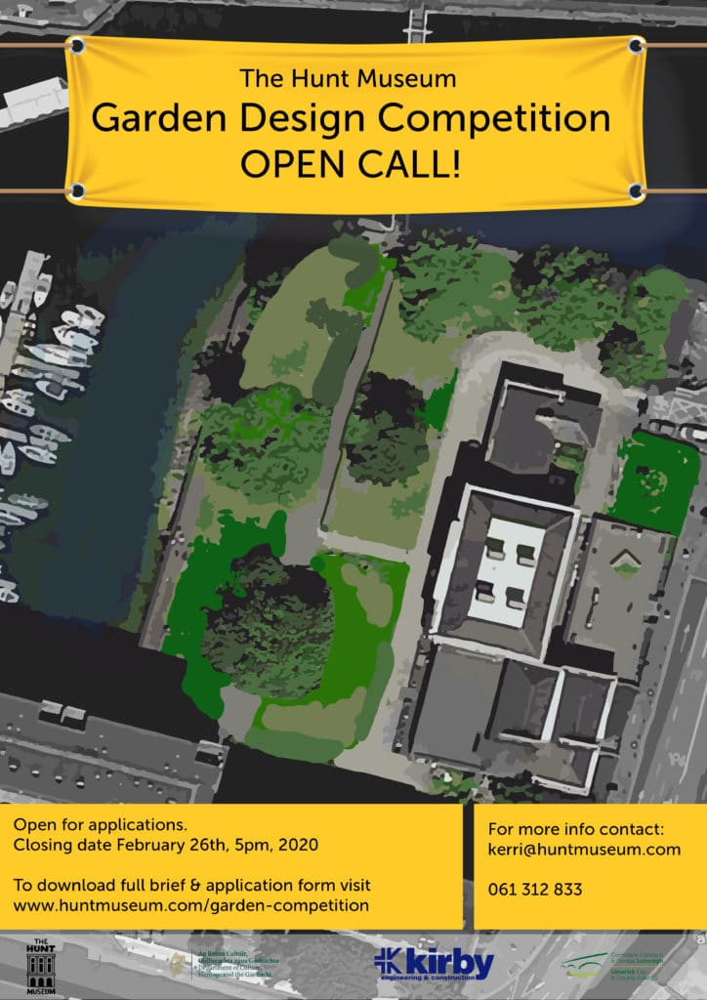 The Hunt Museum
Garden Design Competition
OPEN CALL!
Open for applications.
Closing date February 26th, 5pm, 2020
To download full brief & application form visit
www.huntmuseum.com/garden-competition
For more info contact:
kerri@huntmuseum.com
061 312 833
THE
HUNT
MUSEUM
An Roinn Cultúir,
Oidhreachta agus Gaeltachta
Department of Culture,
Heritage and the Gaeltacht
kirby
engineering & construction
Comhairle Cathrach
& Contae Luimnigh
Limerick City
& County Council